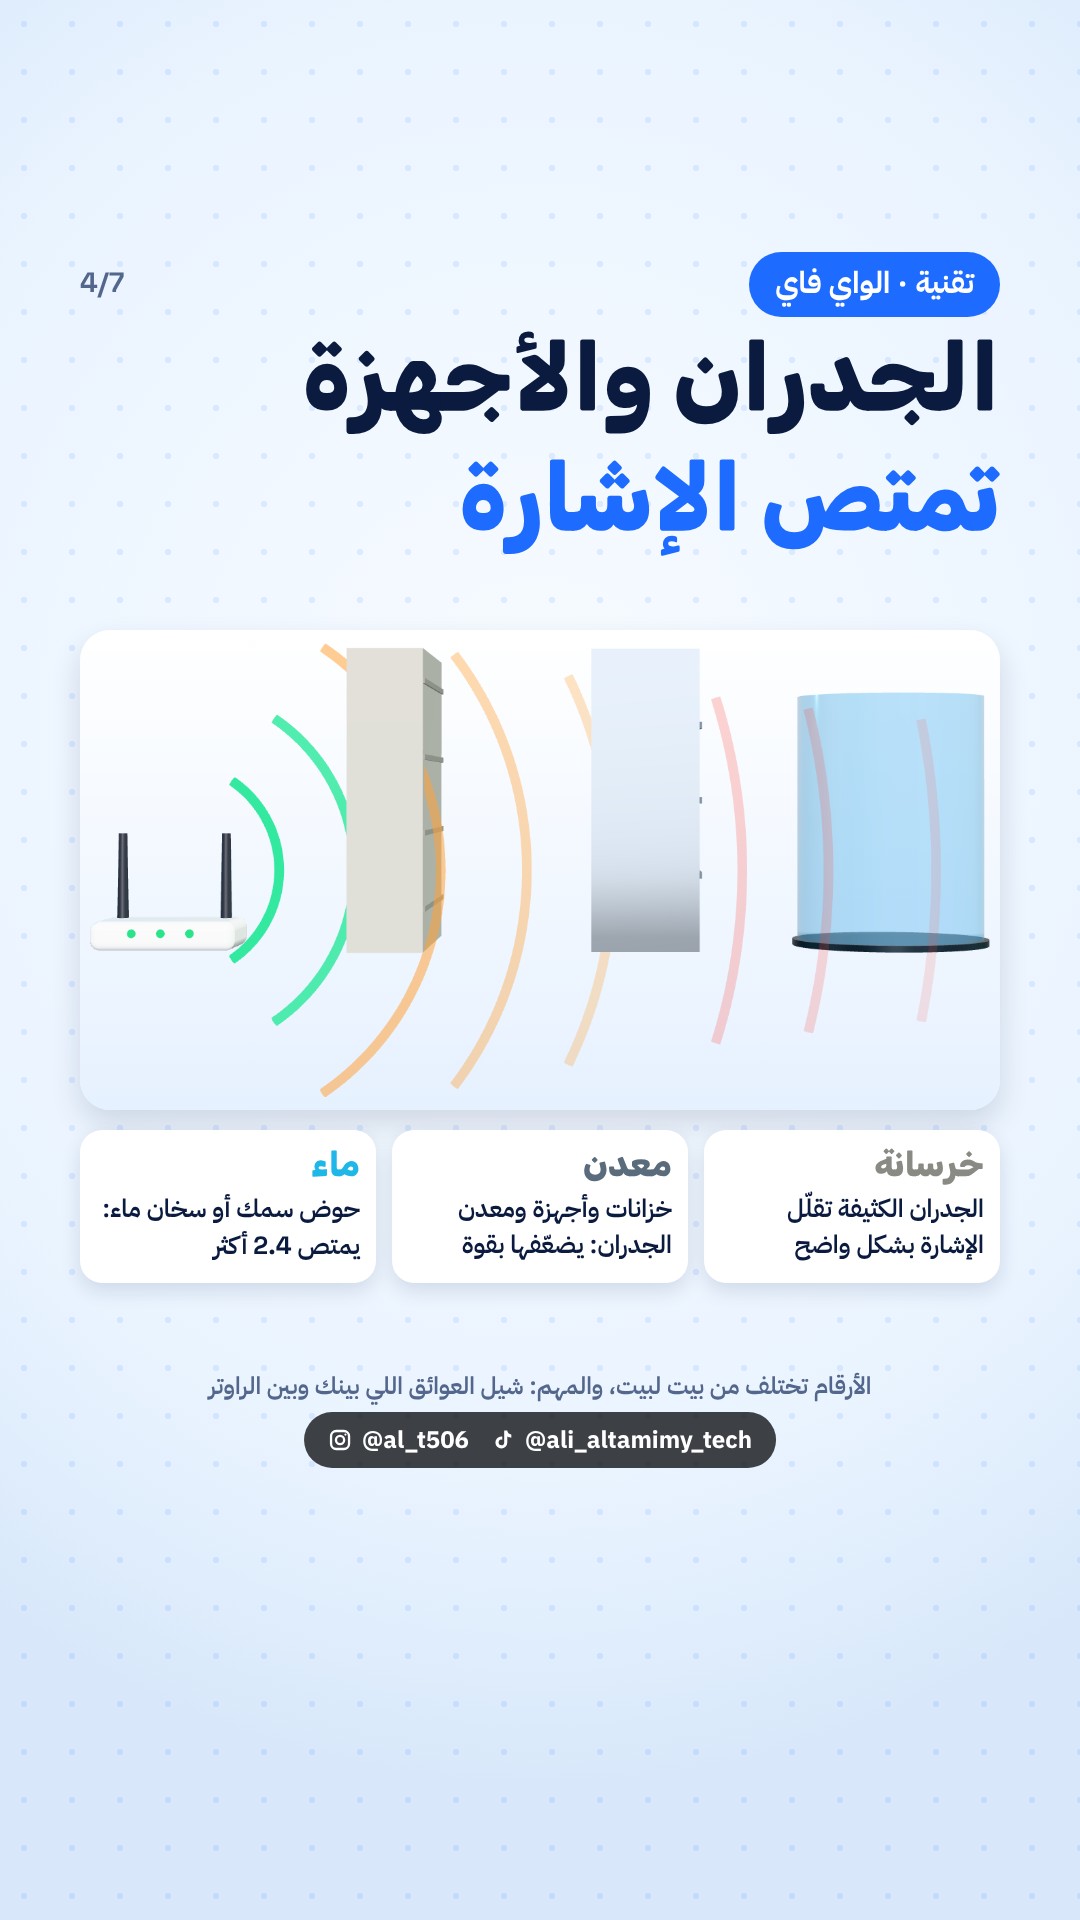 تقنية · الواي فاي
4/7
الجدران والأجهزة
تمتص الإشارة
خرسانة
الجدران الكثيفة تقلّل
الإشارة بشكل واضح
معدن
خزانات وأجهزة ومعدن
الجدران: يضعّفها بقوة
ماء
حوض سمك أو سخان ماء:
يمتص 2.4 أكثر
الأرقام تختلف من بيت لبيت، والمهم: شيل العوائق اللي بينك وبين الراوتر
@al_t506 @ali_altamimy_tech